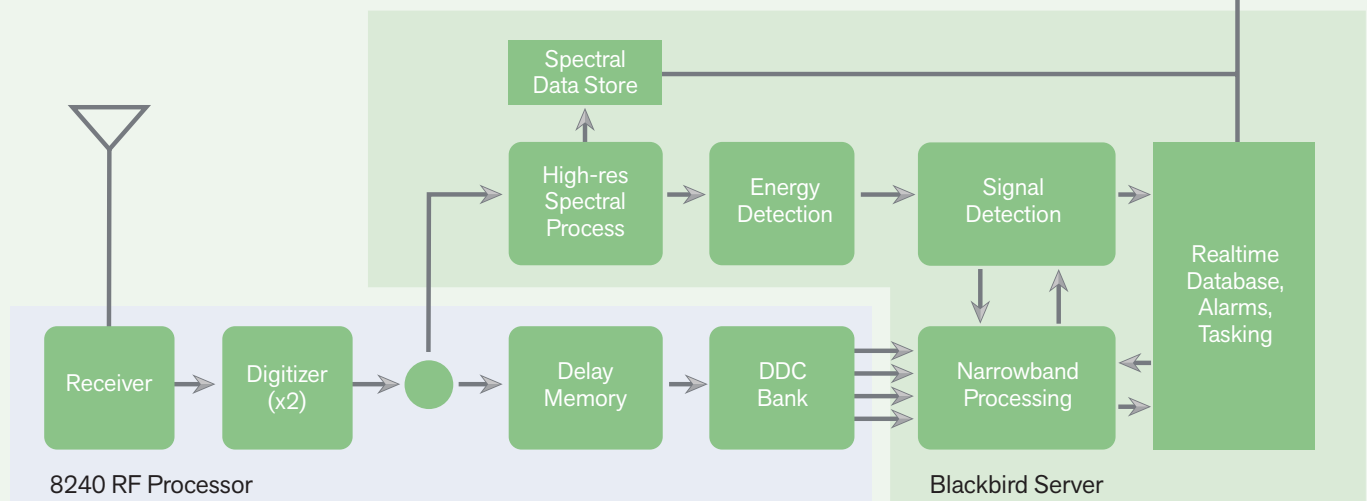 Spectral
Data Store
High-res
Spectral
Process
Energy
Detection
Signal
Detection
Realtime
Database,
Alarms,
Tasking
Receiver
Digitizer
(x2)
Delay
Memory
DDC
Bank
Narrowband
Processing
8240 RF Processor
Blackbird Server